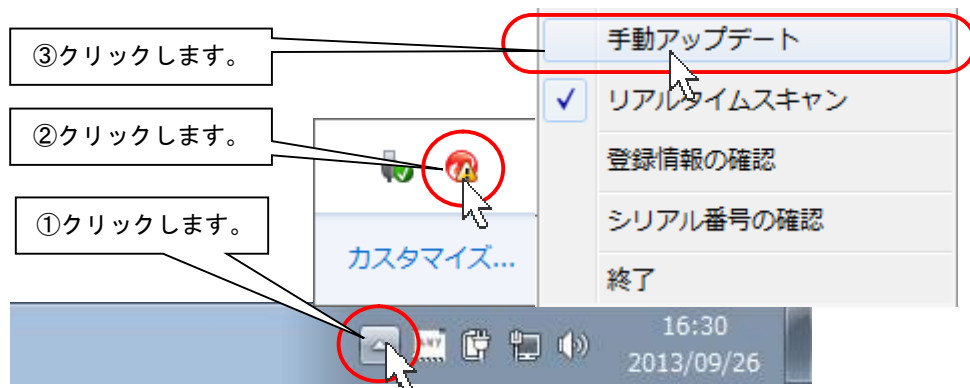 ③クリックします。
手動アップデート
リアルタイムスキャン
②クリックします。
登録情報の確認
①クリックします。
シリアル番号の確認
カスタマイズ...
終了
16:30
2013/09/26